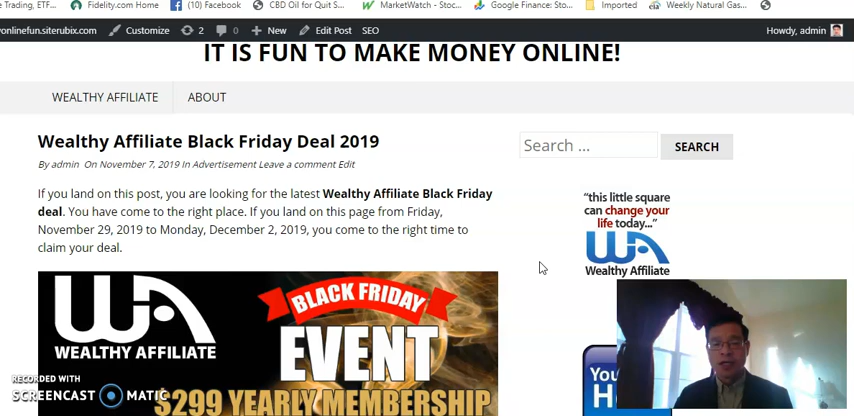 Trading, ETF...
Fidelity.com Home
(10) Facebook
CBD Oil for Quit S...
MarketWatch - Stoc...
Google Finance: Sto...
Imported
Weekly Natural Gas...
onlinefun.siterubix.com
Customize
2
0
New
Edit Post
SEO
Howdy, admin
IT IS FUN TO MAKE MONEY ONLINE!
WEALTHY AFFILIATE
ABOUT
Wealthy Affiliate Black Friday Deal 2019
By admin On November 7, 2019 In Advertisement Leave a comment Edit
If you land on this post, you are looking for the latest Wealthy Affiliate Black Friday
deal. You have come to the right place. If you land on this page from Friday,
November 29, 2019 to Monday, December 2, 2019, you come to the right time to
claim your deal.
Search ...
SEARCH
"this little square
can change your
life today..."
WA
Wealthy Affiliate
WA
WEALTHY AFFILIATE
BLACK FRIDAY
EVENT
$299 YEARLY MEMBERSHIP
RECORDED WITH
SCREENCAST MATIC
You
H